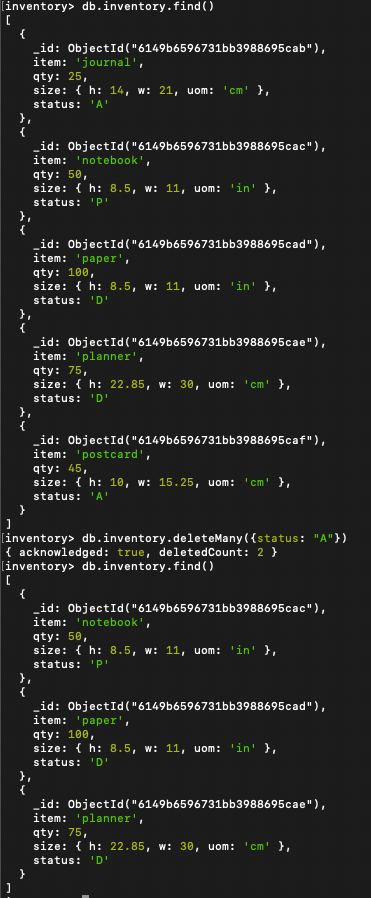 [inventory> db.inventory.find()
[
  {
    _id: ObjectId("6149b6596731bb3988695cab"),
    item: 'journal',
    qty: 25,
    size: { h: 14, w: 21, uom: 'cm' },
    status: 'A'
  },
  {
    _id: ObjectId("6149b6596731bb3988695cac"),
    item: 'notebook',
    qty: 50,
    size: { h: 8.5, w: 11, uom: 'in' },
    status: 'P'
  },
  {
    _id: ObjectId("6149b6596731bb3988695cad"),
    item: 'paper',
    qty: 100,
    size: { h: 8.5, w: 11, uom: 'in' },
    status: 'D'
  },
  {
    _id: ObjectId("6149b6596731bb3988695cae"),
    item: 'planner',
    qty: 75,
    size: { h: 22.85, w: 30, uom: 'cm' },
    status: 'D'
  },
  {
    _id: ObjectId("6149b6596731bb3988695caf"),
    item: 'postcard',
    qty: 45,
    size: { h: 10, w: 15.25, uom: 'cm' },
    status: 'A'
  }
]
[inventory> db.inventory.deleteMany({status: "A"})
{ acknowledged: true, deletedCount: 2 }
[inventory> db.inventory.find()
[
  {
    _id: ObjectId("6149b6596731bb3988695cac"),
    item: 'notebook',
    qty: 50,
    size: { h: 8.5, w: 11, uom: 'in' },
    status: 'P'
  },
  {
    _id: ObjectId("6149b6596731bb3988695cad"),
    item: 'paper',
    qty: 100,
    size: { h: 8.5, w: 11, uom: 'in' },
    status: 'D'
  },
  {
    _id: ObjectId("6149b6596731bb3988695cae"),
    item: 'planner',
    qty: 75,
    size: { h: 22.85, w: 30, uom: 'cm' },
    status: 'D'
  }
]